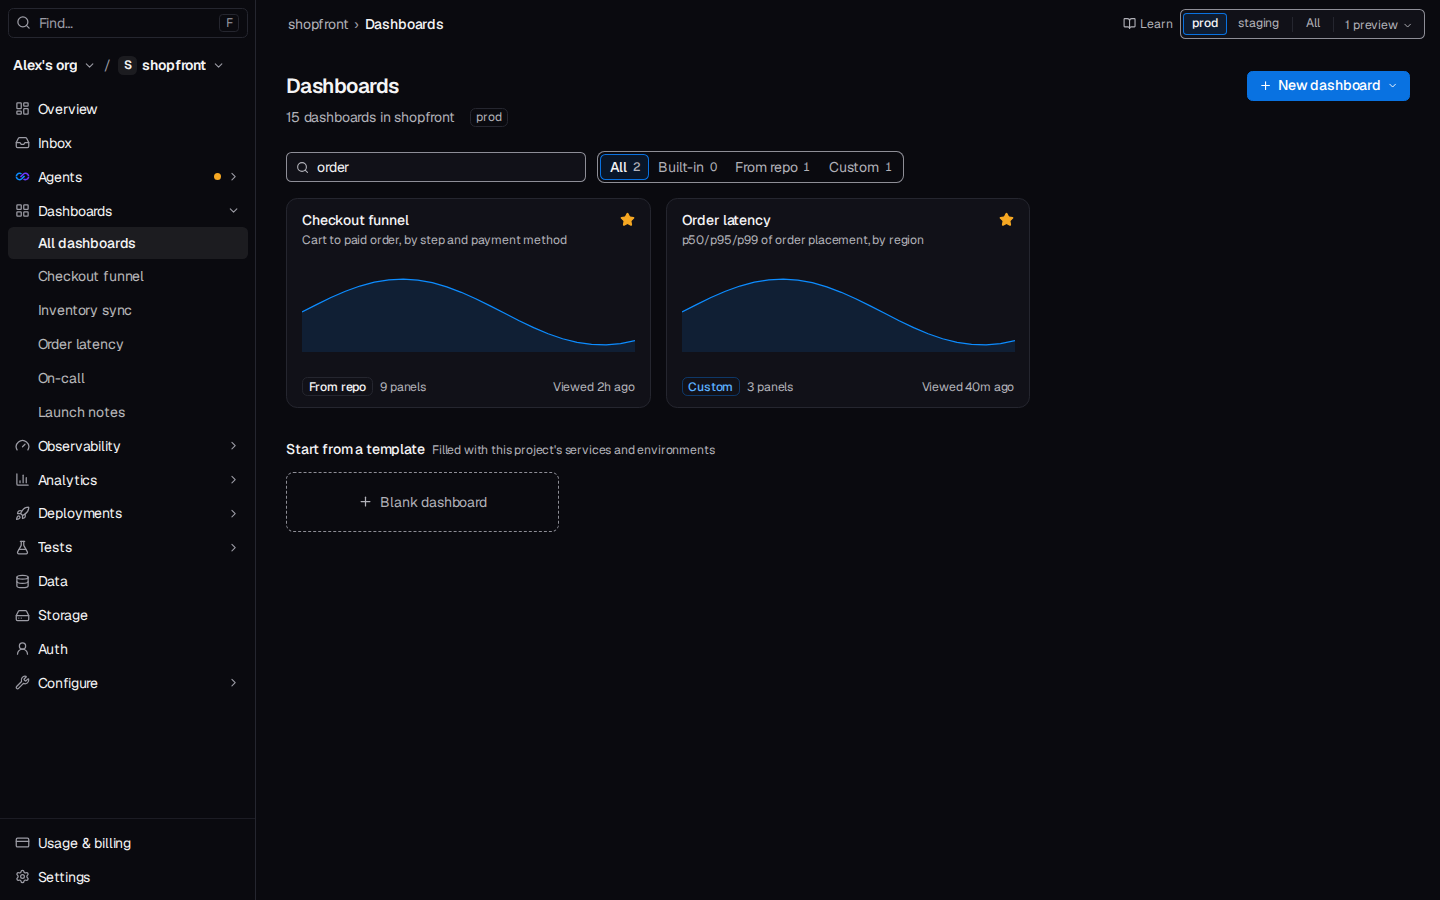 Find...
F
Alex's org / S shopfront
Overview
Inbox
Agents
Dashboards
All dashboards
Checkout funnel
Inventory sync
Order latency
On-call
Launch notes
Observability
Analytics
Deployments
Tests
Data
Storage
Auth
Configure
Usage & billing
Settings
shopfront › Dashboards
Learn
prod staging All 1 preview
Dashboards
New dashboard
15 dashboards in shopfront prod
order
All 2 Built-in 0 From repo 1 Custom 1
Checkout funnel
Cart to paid order, by step and payment method
From repo 9 panels Viewed 2h ago
Order latency
p50/p95/p99 of order placement, by region
Custom 3 panels Viewed 40m ago
Start from a template Filled with this project's services and environments
Blank dashboard